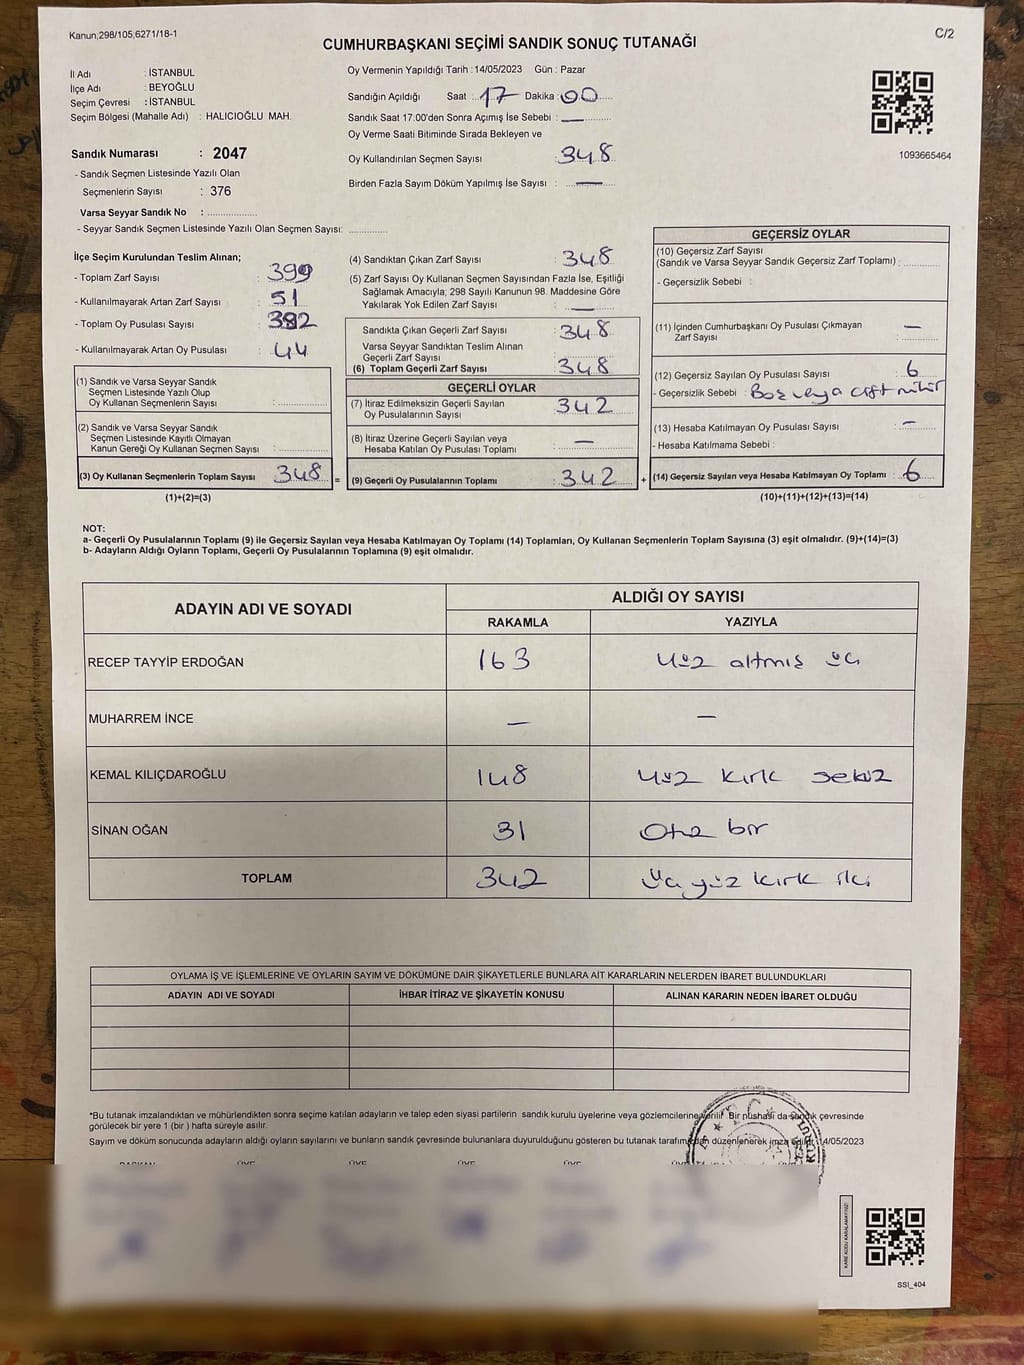 Kanun;298/105,6271/18-1
C/2
CUMHURBAŞKANI SEÇİMİ SANDIK SONUÇ TUTANAĞI
İl Adı : İSTANBUL
İlçe Adı : BEYOĞLU
Seçim Çevresi : İSTANBUL
Seçim Bölgesi (Mahalle Adı) : HALICIOĞLU MAH.
Sandık Numarası : 2047
- Sandık Seçmen Listesinde Yazılı Olan
Seçmenlerin Sayısı : 376
Varsa Seyyar Sandık No : ................
- Seyyar Sandık Seçmen Listesinde Yazılı Olan Seçmen Sayısı: ............
Oy Vermenin Yapıldığı Tarih : 14/05/2023 Gün : Pazar
Sandığın Açıldığı Saat : 17 Dakika : 00
Sandık Saat 17.00'den Sonra Açımış İse Sebebi : —
Oy Verme Saati Bitiminde Sırada Bekleyen ve
Oy Kullandırılan Seçmen Sayısı : 348
Birden Fazla Sayım Döküm Yapılmış İse Sayısı : —
1093665464
İlçe Seçim Kurulundan Teslim Alınan;
- Toplam Zarf Sayısı : 399
- Kullanılmayarak Artan Zarf Sayısı : 51
- Toplam Oy Pusulası Sayısı : 392
- Kullanılmayarak Artan Oy Pusulası : 44
(1) Sandık ve Varsa Seyyar Sandık
Seçmen Listesinde Yazılı Olup
Oy Kullanan Seçmenlerin Sayısı : ............
(2) Sandık ve Varsa Seyyar Sandık
Seçmen Listesinde Kayıtlı Olmayan
Kanun Gereği Oy Kullanan Seçmen Sayısı : ............
(3) Oy Kullanan Seçmenlerin Toplam Sayısı : 348 =
(1)+(2)=(3)
(4) Sandıktan Çıkan Zarf Sayısı : 348
(5) Zarf Sayısı Oy Kullanan Seçmen Sayısından Fazla İse, Eşitliği
Sağlamak Amacıyla; 298 Sayılı Kanunun 98. Maddesine Göre
Yakılarak Yok Edilen Zarf Sayısı : —
Sandıkta Çıkan Geçerli Zarf Sayısı : 348
Varsa Seyyar Sandıktan Teslim Alınan
Geçerli Zarf Sayısı : ............
(6) Toplam Geçerli Zarf Sayısı : 348
GEÇERLİ OYLAR
(7) İtiraz Edilmeksizin Geçerli Sayılan
Oy Pusulalarının Sayısı : 342
(8) İtiraz Üzerine Geçerli Sayılan veya
Hesaba Katılan Oy Pusulası Toplamı : —
(9) Geçerli Oy Pusulalarının Toplamı : 342 +
GEÇERSİZ OYLAR
(10) Geçersiz Zarf Sayısı
(Sandık ve Varsa Seyyar Sandık Geçersiz Zarf Toplamı) : ............
- Geçersizlik Sebebi :
(11) İçinden Cumhurbaşkanı Oy Pusulası Çıkmayan
Zarf Sayısı : —
(12) Geçersiz Sayılan Oy Pusulası Sayısı : 6
- Geçersizlik Sebebi : Boş veya çift mühür
(13) Hesaba Katılmayan Oy Pusulası Sayısı : —
- Hesaba Katılmama Sebebi :
(14) Geçersiz Sayılan veya Hesaba Katılmayan Oy Toplamı : 6
(10)+(11)+(12)+(13)=(14)
NOT:
a- Geçerli Oy Pusulalarının Toplamı (9) ile Geçersiz Sayılan veya Hesaba Katılmayan Oy Toplamı (14) Toplamları, Oy Kullanan Seçmenlerin Toplam Sayısına (3) eşit olmalıdır. (9)+(14)=(3)
b- Adayların Aldığı Oyların Toplamı, Geçerli Oy Pusulalarının Toplamına (9) eşit olmalıdır.
ADAYIN ADI VE SOYADI ALDIĞI OY SAYISI
RAKAMLA YAZIYLA
RECEP TAYYİP ERDOĞAN 163 yüz altmış üç
MUHARREM İNCE — —
KEMAL KILIÇDAROĞLU 148 yüz kırk sekiz
SİNAN OĞAN 31 Otuz bir
TOPLAM 342 Üç yüz kırk iki
OYLAMA İŞ VE İŞLEMLERİNE VE OYLARIN SAYIM VE DÖKÜMÜNE DAİR ŞİKAYETLERLE BUNLARA AİT KARARLARIN NELERDEN İBARET BULUNDUKLARI
ADAYIN ADI VE SOYADI İHBAR İTİRAZ VE ŞİKAYETİN KONUSU ALINAN KARARIN NEDEN İBARET OLDUĞU
*Bu tutanak imzalandıktan ve mühürlendikten sonra seçime katılan adayların ve talep eden siyasi partilerin sandık kurulu üyelerine veya gözlemcilerine verilir. Bir nüshası da sandık çevresinde
görülecek bir yere 1 (bir ) hafta süreyle asılır.
Sayım ve döküm sonucunda adayların aldığı oyların sayılarını ve bunların sandık çevresinde bulunanlara duyurulduğunu gösteren bu tutanak tarafımızdan düzenlenerek imza edildi. 14/05/2023
BAŞKAN ÜYE ÜYE ÜYE ÜYE ÜYE
SSI_404